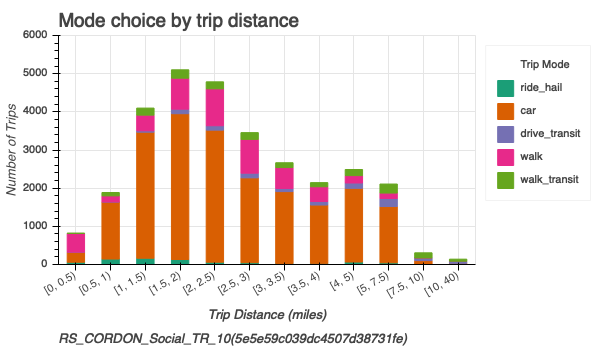 Mode choice by trip distance
6000
5000
4000
3000
2000
1000
0
Number of Trips
[0, 0.5)
[0.5, 1)
[1, 1.5)
[1.5, 2)
[2, 2.5)
[2.5, 3)
[3, 3.5)
[3.5, 4)
[4, 5)
[5, 7.5)
[7.5, 10)
[10, 40)
Trip Distance (miles)
Trip Mode
ride_hail
car
drive_transit
walk
walk_transit
RS_CORDON_Social_TR_10(5e5e59c039dc4507d38731fe)